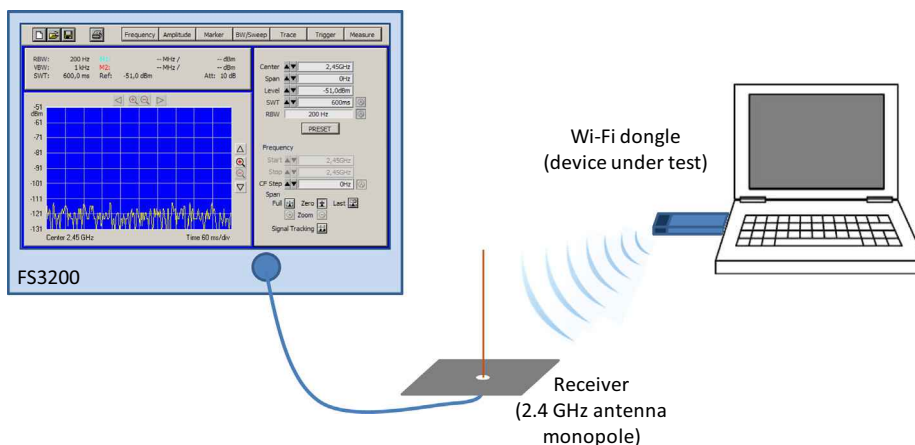 Frequency Amplitude Marker BW/Sweep Trace Trigger Measure
RBW: 200 Hz M1: -- MHz / -- dBm
VBW: 1 kHz M2: -- MHz / -- dBm
SWT: 600,0 ms Ref: -51,0 dBm Att: 10 dB
-51
dBm
-61
-71
-81
-91
-101
-111
-121
-131
Center 2,45 GHz Time 60 ms/div
Center 2,45GHz
Span 0Hz
Level -51,0dBm
SWT 600ms
RBW 200 Hz
PRESET
Frequency
Start 2,45GHz
Stop 2,45GHz
CF Step 0Hz
Span
Full Zero Last
Zoom
Signal Tracking
FS3200
Wi-Fi dongle
(device under test)
Receiver
(2.4 GHz antenna
monopole)